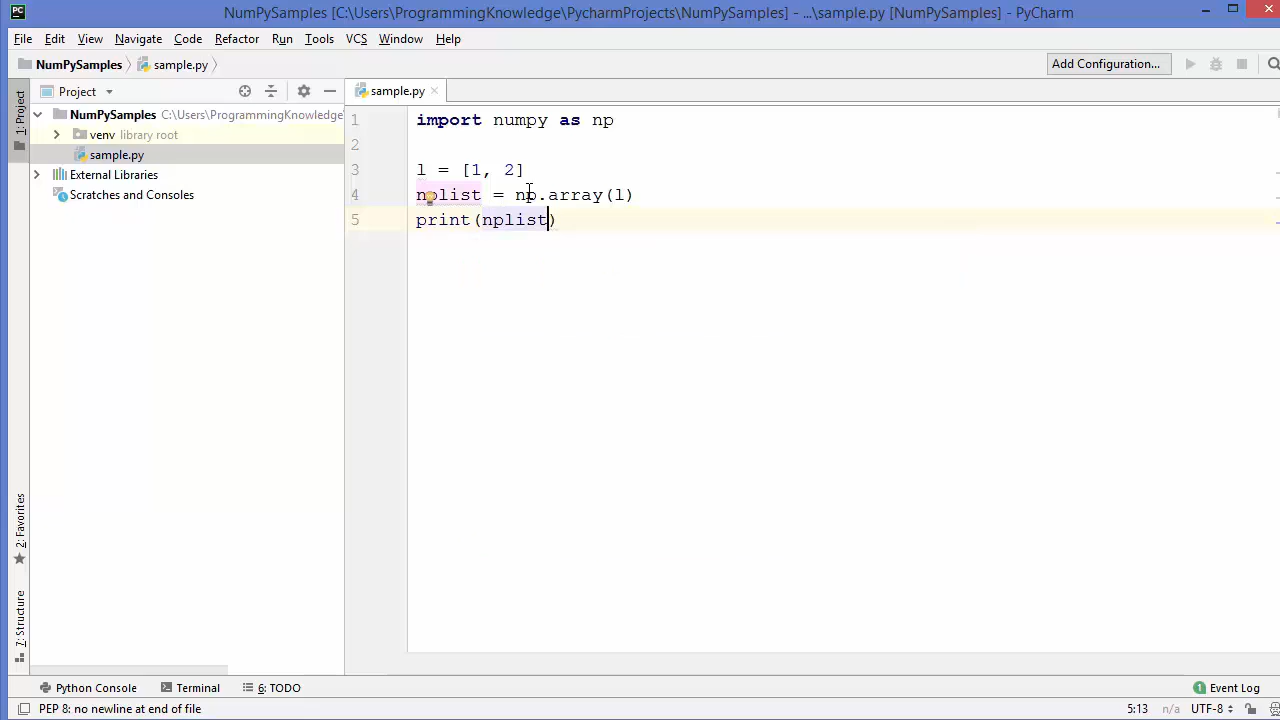 PC NumPySamples [C:\Users\ProgrammingKnowledge\PycharmProjects\NumPySamples] - ...\sample.py [NumPySamples] - PyCharm
File Edit View Navigate Code Refactor Run Tools VCS Window Help
NumPySamples sample.py Add Configuration...
1: Project
Project
sample.py
NumPySamples C:\Users\ProgrammingKnowledge
venv library root
sample.py
External Libraries
Scratches and Consoles
1 import numpy as np
2
3 l = [1, 2]
4 nplist = np.array(l)
5 print(nplist)
2: Favorites
7: Structure
Python Console Terminal 6: TODO 1 Event Log
PEP 8: no newline at end of file 5:13 n/a UTF-8